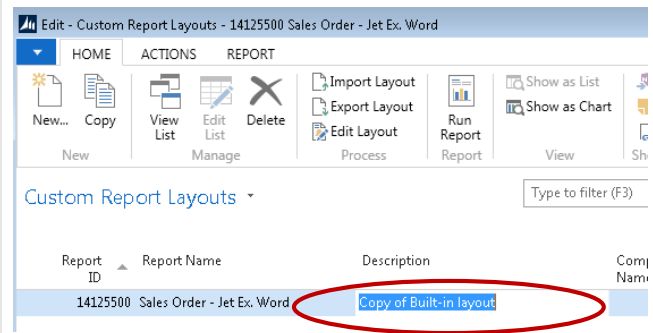 Edit - Custom Report Layouts - 14125500 Sales Order - Jet Ex. Word
HOME ACTIONS REPORT
New... Copy View List Edit List Delete Import Layout Export Layout Edit Layout Run Report Show as List Show as Chart
New Manage Process Report View
Custom Report Layouts Type to filter (F3)
Report ID Report Name Description Name
14125500 Sales Order - Jet Ex. Word Copy of Built-in layout